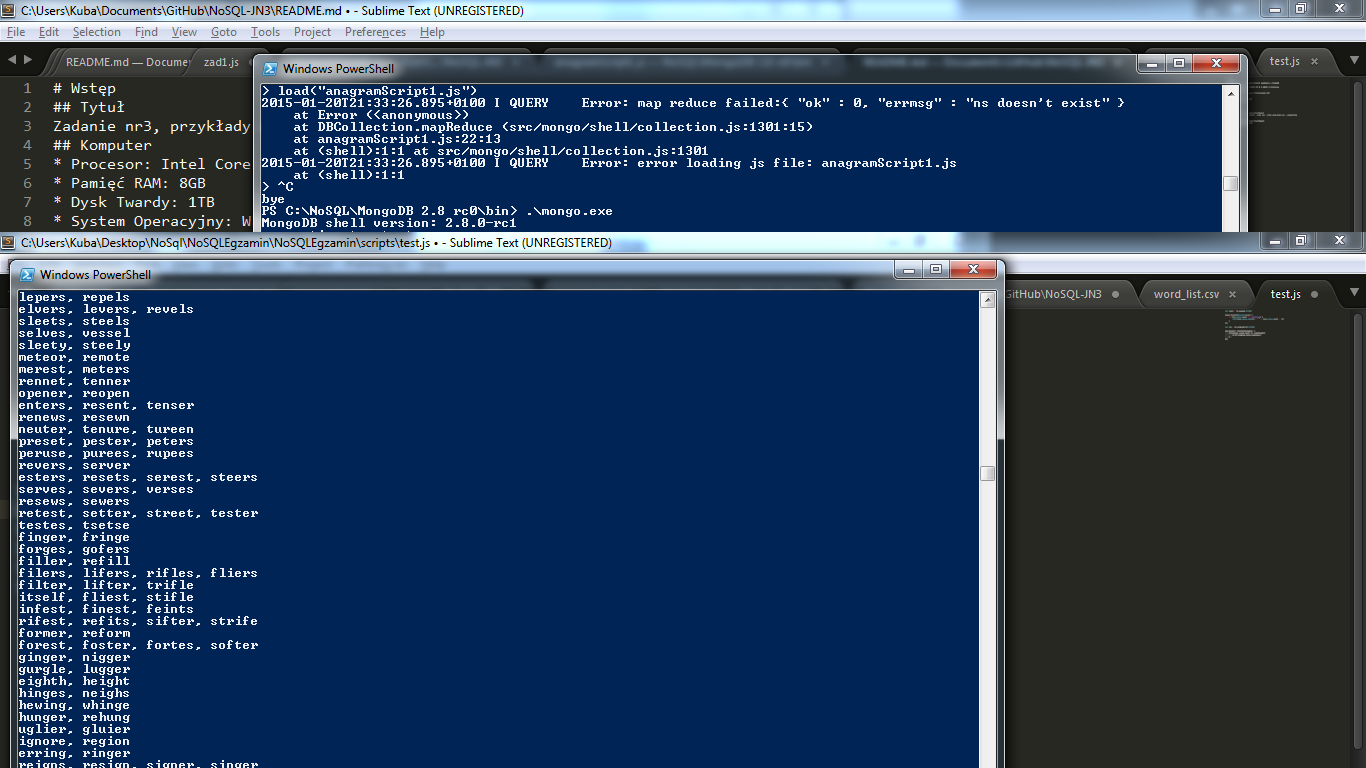 C:\Users\Kuba\Documents\GitHub\NoSQL-JN3\README.md • - Sublime Text (UNREGISTERED)
File Edit Selection Find View Goto Tools Project Preferences Help
README.md — Documen zad1.js test.js
Windows PowerShell
1 # Wstęp
2 ## Tytuł
3 Zadanie nr3, przykłady
4 ## Komputer
5 * Procesor: Intel Core
6 * Pamięć RAM: 8GB
7 * Dysk Twardy: 1TB
8 * System Operacyjny: W
> load("anagramScript1.js")
2015-01-20T21:33:26.895+0100 I QUERY    Error: map reduce failed:{ "ok" : 0, "errmsg" : "ns doesn't exist" }
at Error (<anonymous>)
at DBCollection.mapReduce (src/mongo/shell/collection.js:1301:15)
at anagramScript1.js:22:13
at (shell):1:1 at src/mongo/shell/collection.js:1301
2015-01-20T21:33:26.895+0100 I QUERY    Error: error loading js file: anagramScript1.js
at (shell):1:1
> ^C
bye
PS C:\NoSQL\MongoDB 2.8 rc0\bin> .\mongo.exe
MongoDB shell version: 2.8.0-rc1
C:\Users\Kuba\Desktop\NoSql\NoSQLEgzamin\NoSQLEgzamin\scripts\test.js • - Sublime Text (UNREGISTERED)
Windows PowerShell
GitHub\NoSQL-JN3 word_list.csv test.js
lepers, repels
elvers, levers, revels
sleets, steels
selves, vessel
sleety, steely
meteor, remote
merest, meters
rennet, tenner
opener, reopen
enters, resent, tenser
renews, resewn
neuter, tenure, tureen
preset, pester, peters
peruse, purees, rupees
revers, server
esters, resets, serest, steers
serves, severs, verses
resews, sewers
retest, setter, street, tester
testes, tsetse
finger, fringe
forges, gofers
filler, refill
filers, lifers, rifles, fliers
filter, lifter, trifle
itself, fliest, stifle
infest, finest, feints
rifest, refits, sifter, strife
former, reform
forest, foster, fortes, softer
ginger, nigger
gurgle, lugger
eighth, height
hinges, neighs
hewing, whinge
hunger, rehung
uglier, gluier
ignore, region
erring, ringer
reigns, resign, signer, singer